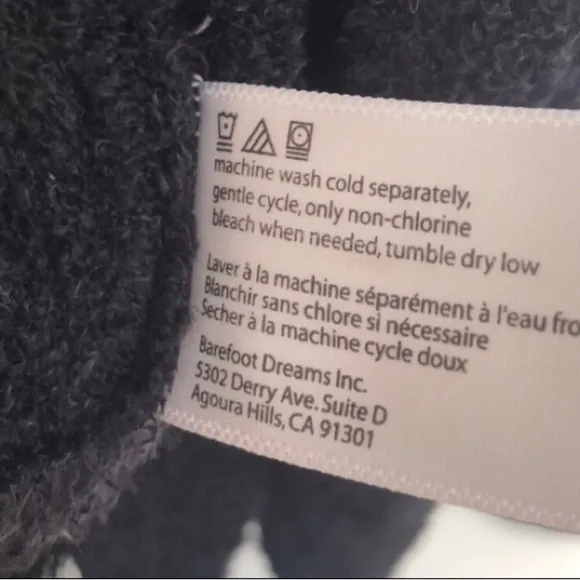 machine wash cold separately,
gentle cycle, only non-chlorine
bleach when needed, tumble dry low
Laver à la machine séparément à l'eau fro
Blanchir sans chlore si nécessaire
Secher à la machine cycle doux
Barefoot Dreams Inc.
5302 Derry Ave. Suite D
Agoura Hills, CA 91301